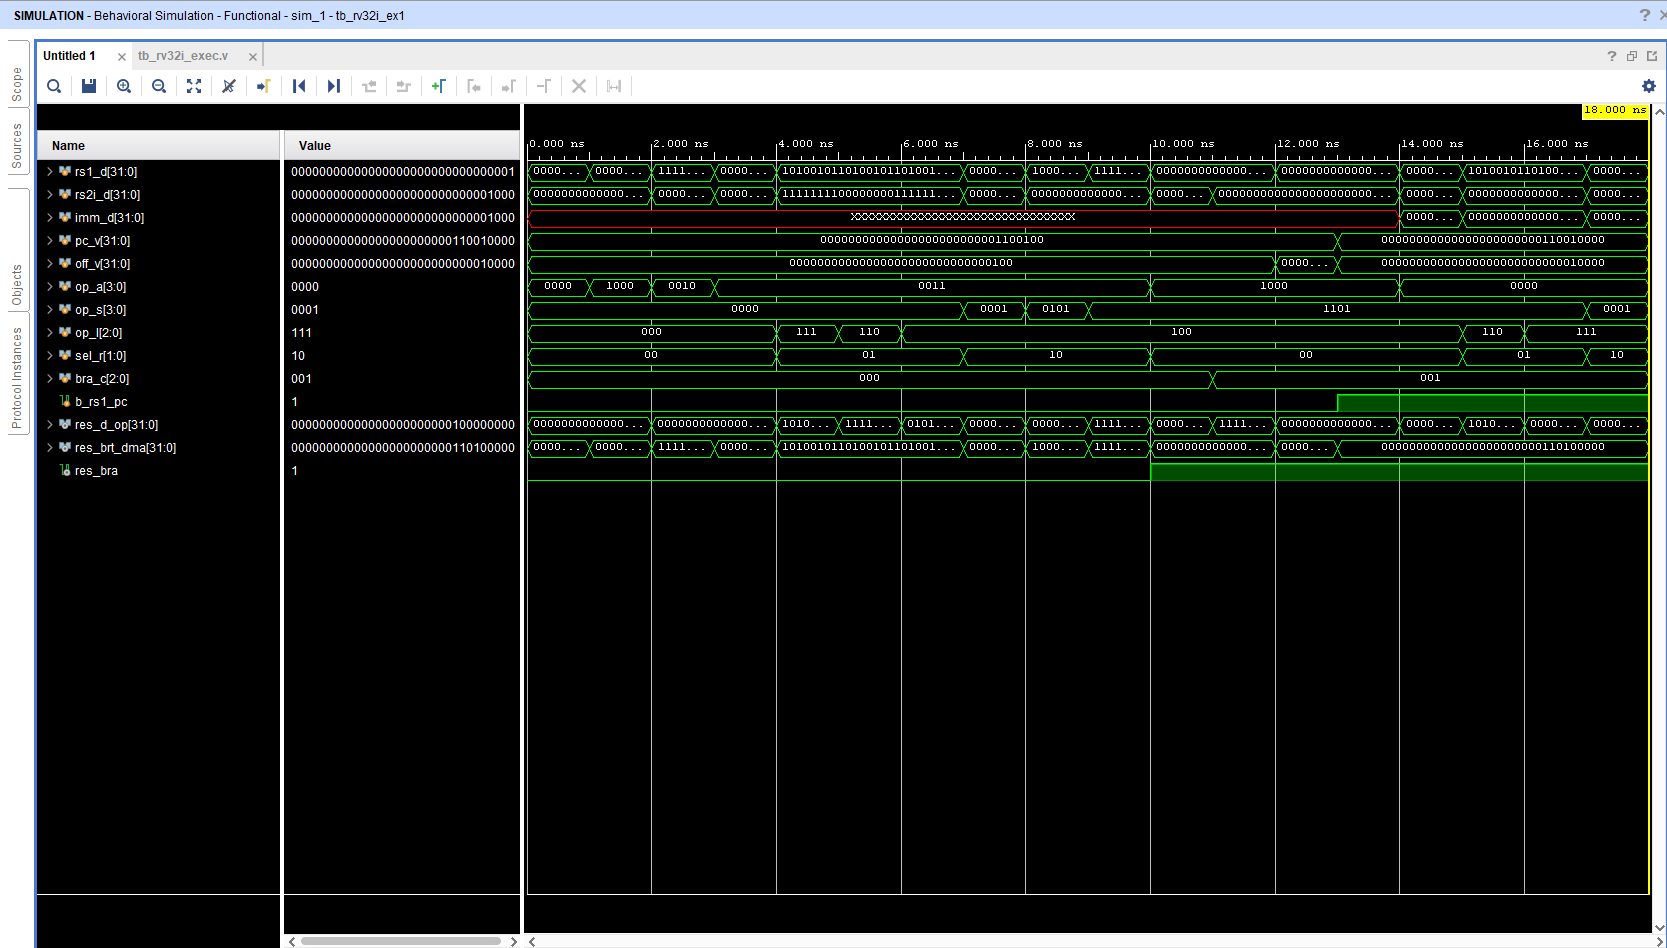 SIMULATION - Behavioral Simulation - Functional - sim_1 - tb_rv32i_ex1
Untitled 1
tb_rv32i_exec.v
Scope
Sources
Objects
Protocol Instances
18.000 ns
Name
Value
0.000 ns 2.000 ns 4.000 ns 6.000 ns 8.000 ns 10.000 ns 12.000 ns 14.000 ns 16.000 ns
rs1_d[31:0] 00000000000000000000000000000001 0000... 0000... 1111... 0000... 1010010110100101101001... 0000... 1000... 1111... 0000000000000... 0000000000000... 0000... 1010010110100... 0000...
rs2i_d[31:0] 00000000000000000000000000001000 0000000000000... 0000... 0000... 1111111100000000111111... 0000... 0000000000000... 0000... 0000000000000000000000... 0000... 0000000000000... 0000...
imm_d[31:0] 00000000000000000000000000001000 XXXXXXXXXXXXXXXXXXXXXXXXXXXXXXXX 0000... 0000000000000... 0000...
pc_v[31:0] 00000000000000000000000110010000 00000000000000000000000001100100 00000000000000000000000110010000
off_v[31:0] 00000000000000000000000000010000 00000000000000000000000000000100 0000... 00000000000000000000000000010000
op_a[3:0] 0000 0000 1000 0010 0011 1000 0000
op_s[3:0] 0001 0000 0001 0101 1101 0001
op_l[2:0] 111 000 111 110 100 110 111
sel_r[1:0] 10 00 01 10 00 01 10
bra_c[2:0] 001 000 001
b_rs1_pc 1
res_d_op[31:0] 00000000000000000000000100000000 0000000000000... 0000000000000... 1010... 1111... 0101... 0000... 0000... 1111... 0000... 1111... 0000000000000... 0000... 1010... 0000... 0000...
res_brt_dma[31:0] 00000000000000000000000110100000 0000... 0000... 1111... 0000... 1010010110100101101001... 0000... 1000... 1111... 0000000000000... 0000... 00000000000000000000000110100000
res_bra 1